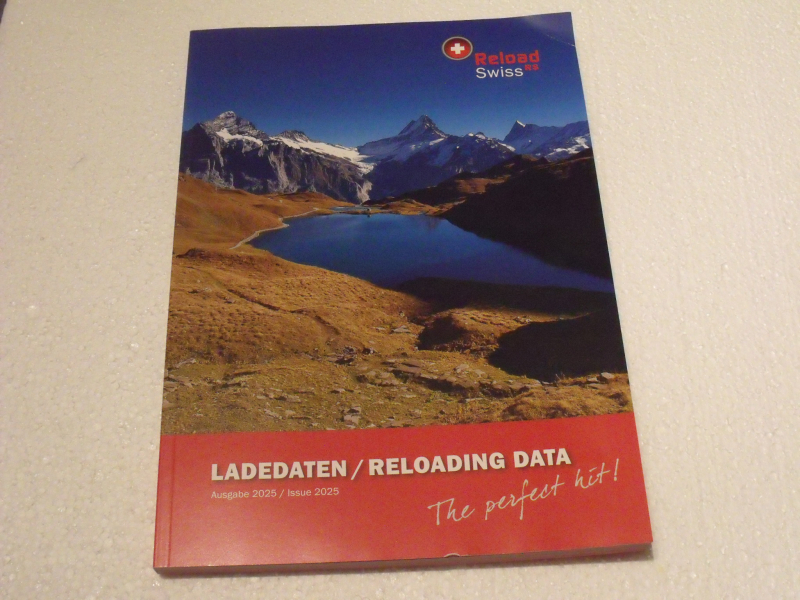 Reload
Swiss
LADEDATEN / RELOADING DATA
Ausgabe 2025 / Issue 2025
The perfect hit!